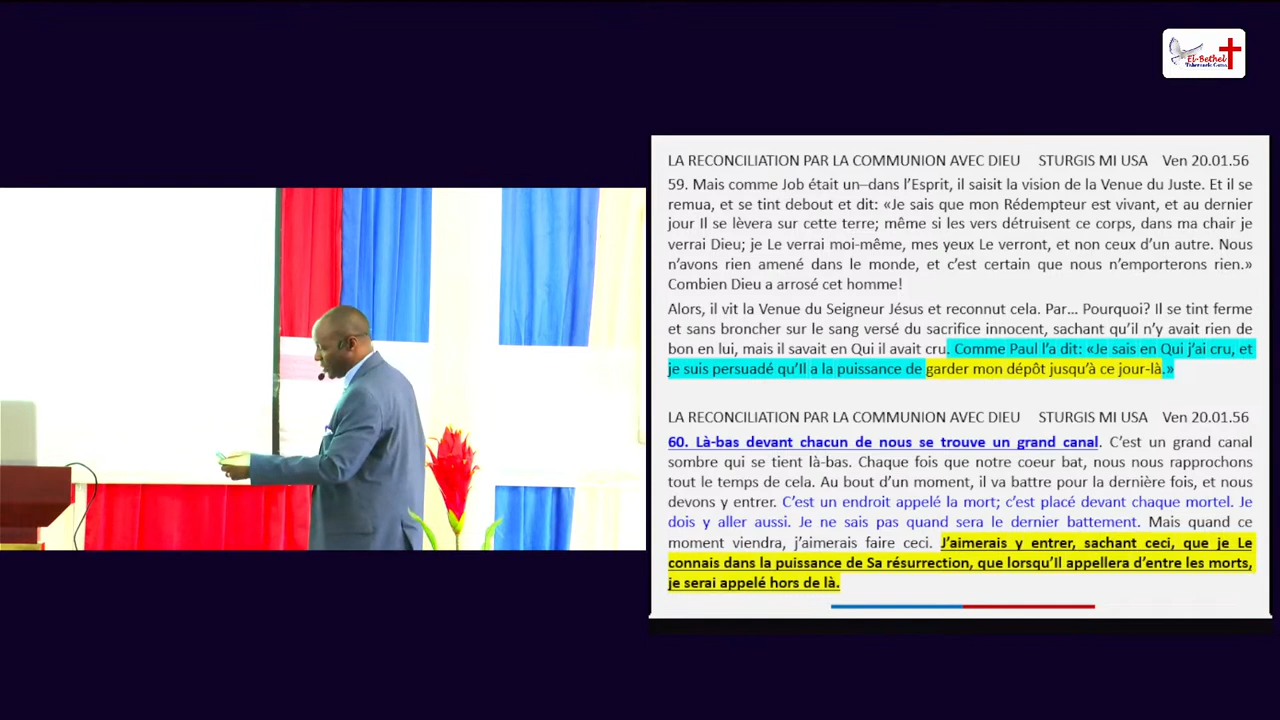 El-Bethel
LA RECONCILIATION PAR LA COMMUNION AVEC DIEU STURGIS MI USA Ven 20.01.56
59. Mais comme Job était un–dans l’Esprit, il saisit la vision de la Venue du Juste. Et il se
remua, et se tint debout et dit: «Je sais que mon Rédempteur est vivant, et au dernier
jour Il se lèvera sur cette terre; même si les vers détruisent ce corps, dans ma chair je
verrai Dieu; je Le verrai moi-même, mes yeux Le verront, et non ceux d’un autre. Nous
n’avons rien amené dans le monde, et c’est certain que nous n’emporterons rien.»
Combien Dieu a arrosé cet homme!
Alors, il vit la Venue du Seigneur Jésus et reconnut cela. Par... Pourquoi? Il se tint ferme
et sans broncher sur le sang versé du sacrifice innocent, sachant qu’il n’y avait rien de
bon en lui, mais il savait en Qui il avait cru. Comme Paul l’a dit: «Je sais en Qui j’ai cru, et
je suis persuadé qu’Il a la puissance de garder mon dépôt jusqu’à ce jour-là.»
LA RECONCILIATION PAR LA COMMUNION AVEC DIEU STURGIS MI USA Ven 20.01.56
60. Là-bas devant chacun de nous se trouve un grand canal. C’est un grand canal
sombre qui se tient là-bas. Chaque fois que notre coeur bat, nous nous rapprochons
tout le temps de cela. Au bout d’un moment, il va battre pour la dernière fois, et nous
devons y entrer. C’est un endroit appelé la mort; c’est placé devant chaque mortel. Je
dois y aller aussi. Je ne sais pas quand sera le dernier battement. Mais quand ce
moment viendra, j’aimerais faire ceci. J’aimerais y entrer, sachant ceci, que je Le
connais dans la puissance de Sa résurrection, que lorsqu’Il appellera d’entre les morts,
je serai appelé hors de là.